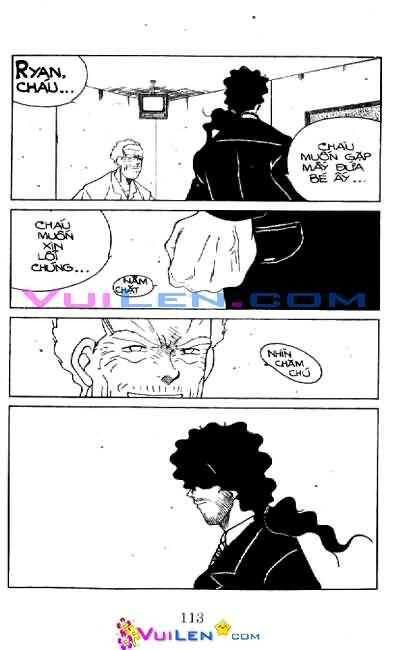 RYAN,
CHÁU...
CHÁU
MUỐN GẶP
MẤY ĐỨA
BÉ ẤY...
CHÁU
MUỐN
XIN
LỖI
CHÚNG...
NẮM
CHẶT
VUILEN.COM
NHÌN
CHĂM
CHÚ
113
VUILEN.COM